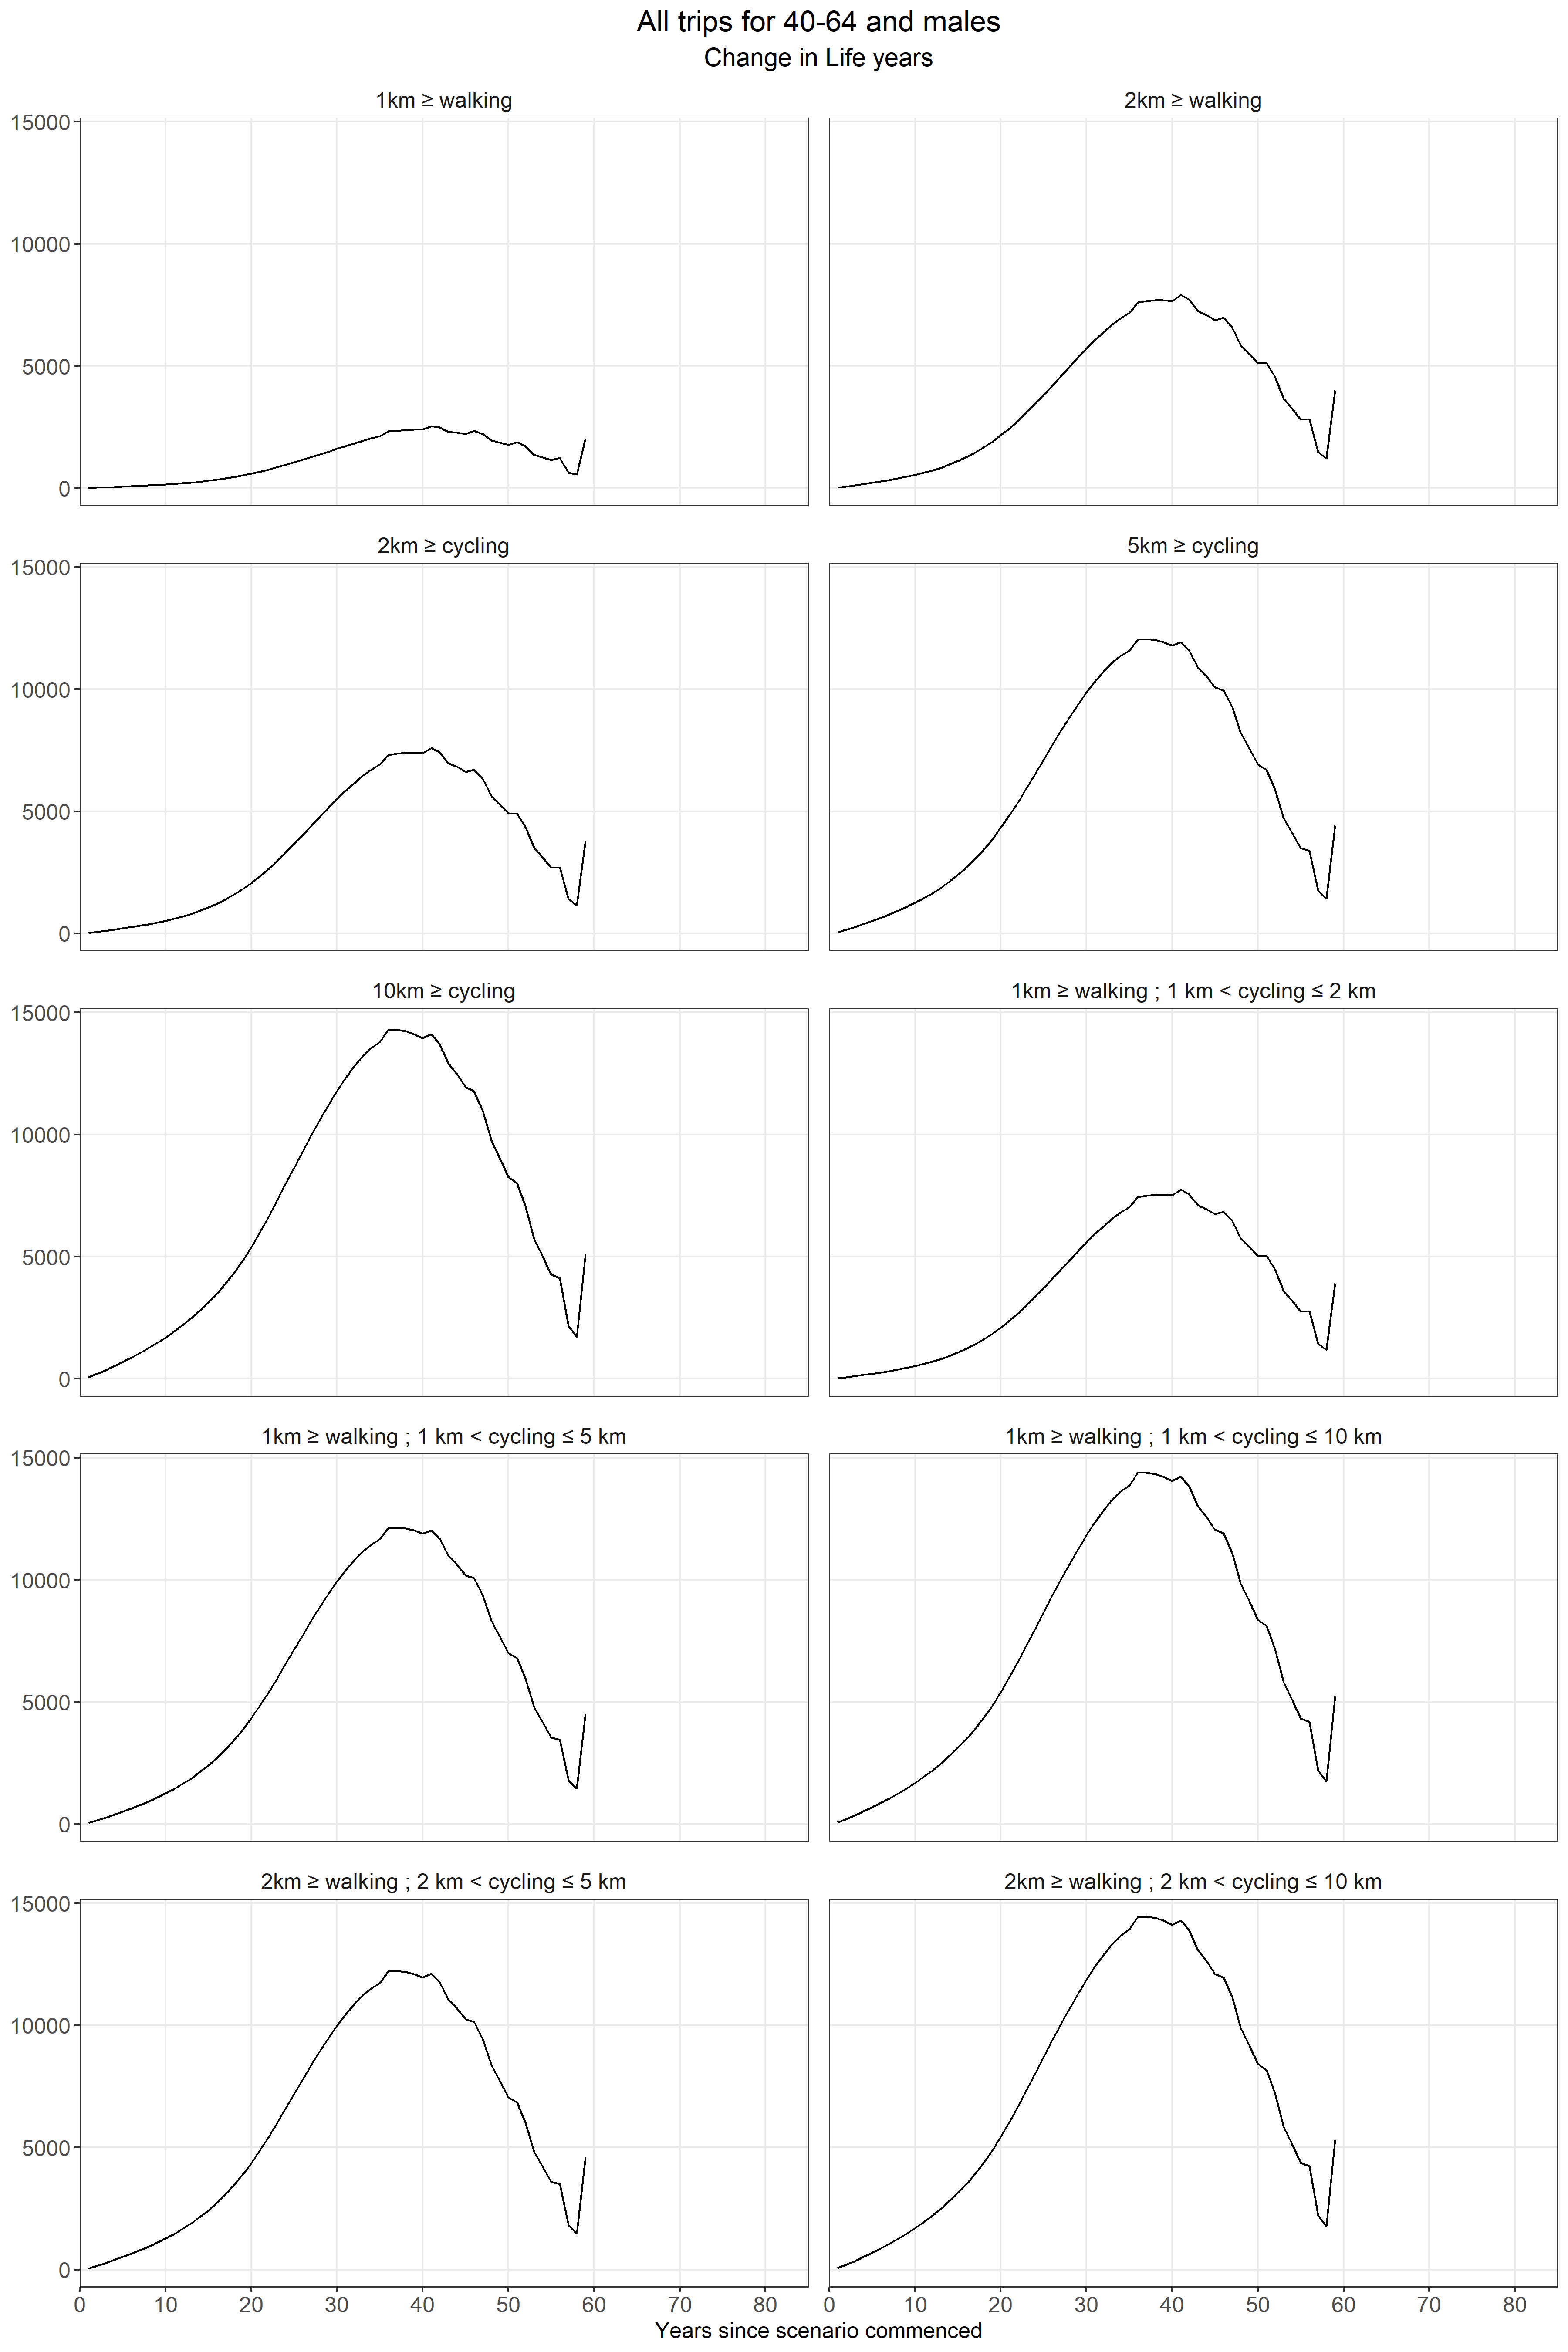 All trips for 40-64 and males
Change in Life years
1km ≥ walking
2km ≥ walking
15000
10000
5000
0
2km ≥ cycling
5km ≥ cycling
15000
10000
5000
0
10km ≥ cycling
1km ≥ walking ; 1 km < cycling ≤ 2 km
15000
10000
5000
0
1km ≥ walking ; 1 km < cycling ≤ 5 km
1km ≥ walking ; 1 km < cycling ≤ 10 km
15000
10000
5000
0
2km ≥ walking ; 2 km < cycling ≤ 5 km
2km ≥ walking ; 2 km < cycling ≤ 10 km
15000
10000
5000
0
0 10 20 30 40 50 60 70 80
0 10 20 30 40 50 60 70 80
Years since scenario commenced